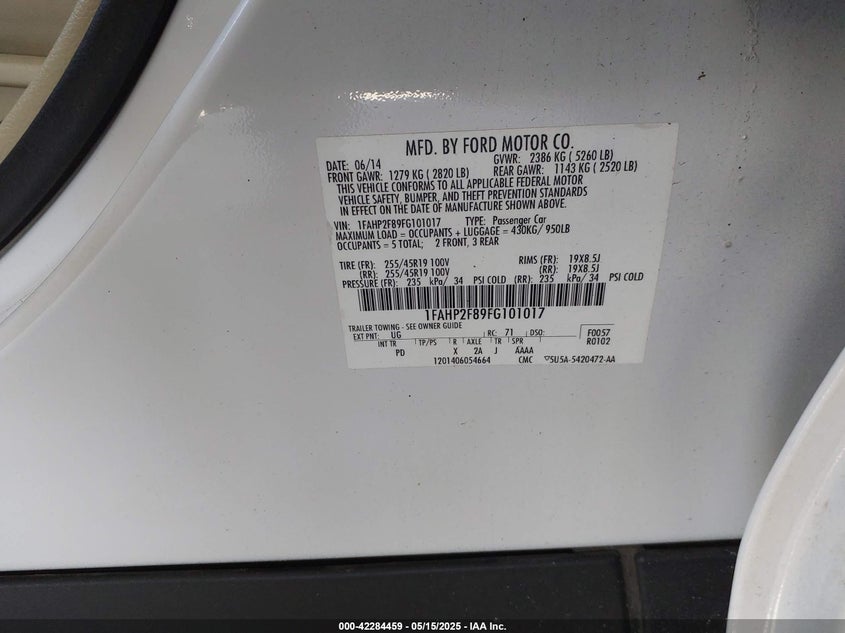 MFD. BY FORD MOTOR CO.
DATE: 06/14 GVWR: 2386 KG ( 5260 LB)
FRONT GAWR: 1279 KG ( 2820 LB) REAR GAWR: 1143 KG ( 2520 LB)
THIS VEHICLE CONFORMS TO ALL APPLICABLE FEDERAL MOTOR
VEHICLE SAFETY, BUMPER, AND THEFT PREVENTION STANDARDS
IN EFFECT ON THE DATE OF MANUFACTURE SHOWN ABOVE.
VIN: 1FAHP2F89FG101017 TYPE: Passenger Car
MAXIMUM LOAD = OCCUPANTS + LUGGAGE = 430KG/ 950LB
OCCUPANTS = 5 TOTAL; 2 FRONT, 3 REAR
TIRE (FR): 255/45R19 100V RIMS (FR): 19X8.5J
(RR): 255/45R19 100V (RR): 19X8.5J
PRESSURE (FR): 235 kPa/ 34 PSI COLD (RR): 235 kPa/ 34 PSI COLD
1FAHP2F89FG101017
TRAILER TOWING - SEE OWNER GUIDE
EXT PNT: UG RC: 71 DSO: F0057
INT TR TP/PS R AXLE TR SPR R0102
PD X 2A J AAAA
1201406054664 CMC 5U5A-5420472-AA
000-42284459 - 05/15/2025 - IAA Inc.